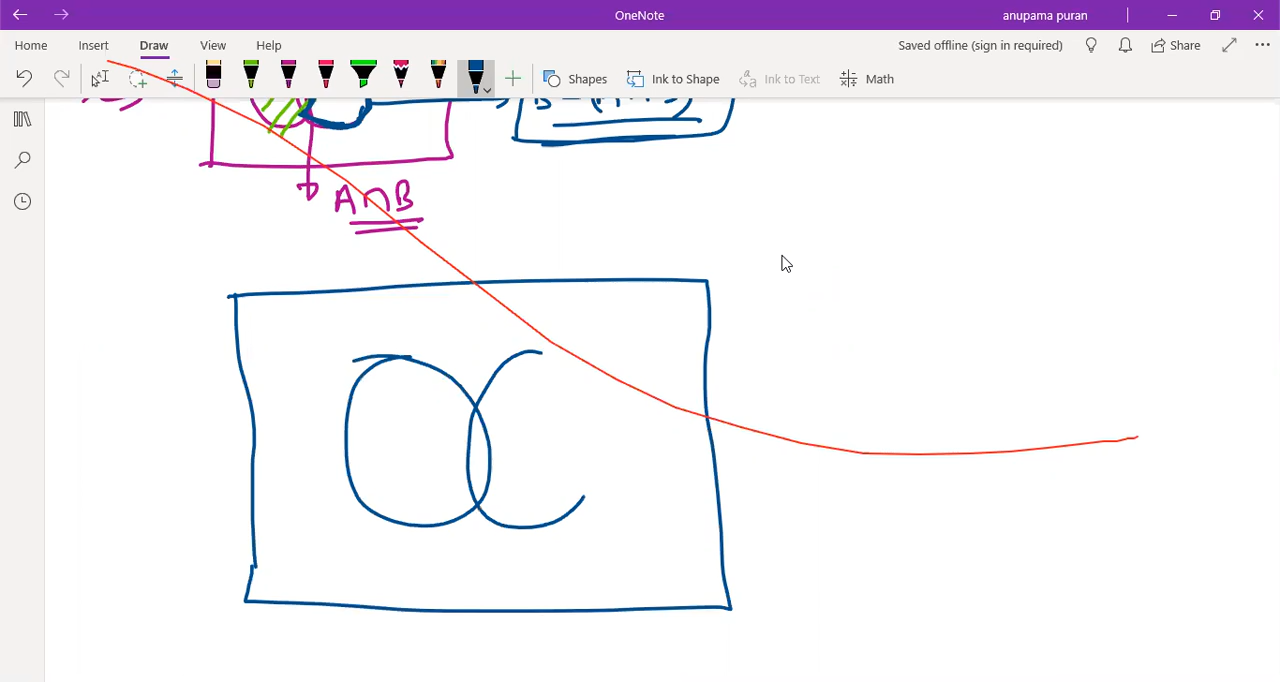 OneNote
anupama puran
Home Insert Draw View Help
Saved offline (sign in required)
Share
Shapes
Ink to Shape
Ink to Text
Math
A∩B